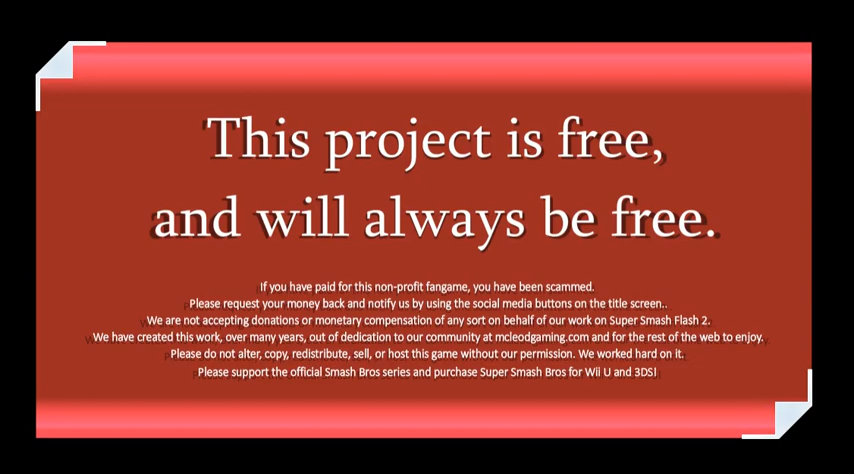 This project is free,
and will always be free.
If you have paid for this non-profit fangame, you have been scammed.
Please request your money back and notify us by using the social media buttons on the title screen..
We are not accepting donations or monetary compensation of any sort on behalf of our work on Super Smash Flash 2.
We have created this work, over many years, out of dedication to our community at mcleodgaming.com and for the rest of the web to enjoy.
Please do not alter, copy, redistribute, sell, or host this game without our permission. We worked hard on it.
Please support the official Smash Bros series and purchase Super Smash Bros for Wii U and 3DS!